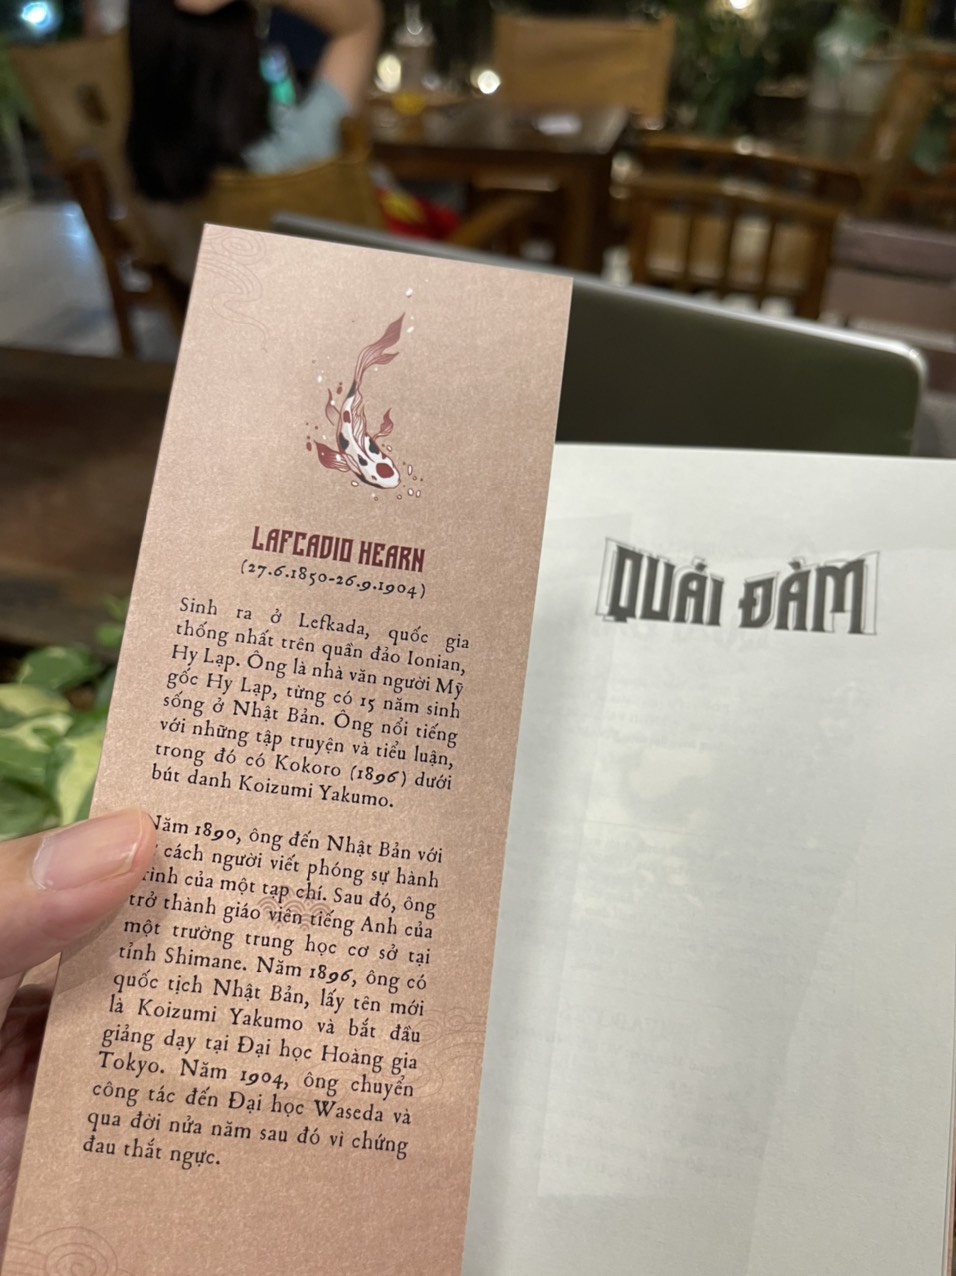 LAFCADIO HEARN
(27.6.1850-26.9.1904)
Sinh ra ở Lefkada, quốc gia
thống nhất trên quần đảo Ionian,
Hy Lạp. Ông là nhà văn người Mỹ
gốc Hy Lạp, từng có 15 năm sinh
sống ở Nhật Bản. Ông nổi tiếng
với những tập truyện và tiểu luận,
trong đó có Kokoro (1896) dưới
bút danh Koizumi Yakumo.
Năm 1890, ông đến Nhật Bản với
cách người viết phóng sự hành
trình của một tạp chí. Sau đó, ông
trở thành giáo viên tiếng Anh của
một trường trung học cơ sở tại
tỉnh Shimane. Năm 1896, ông có
quốc tịch Nhật Bản, lấy tên mới
là Koizumi Yakumo và bắt đầu
giảng dạy tại Đại học Hoàng gia
Tokyo. Năm 1904, ông chuyển
công tác đến Đại học Waseda và
qua đời nửa năm sau đó vì chứng
đau thắt ngực.
QUÁI ĐÀM